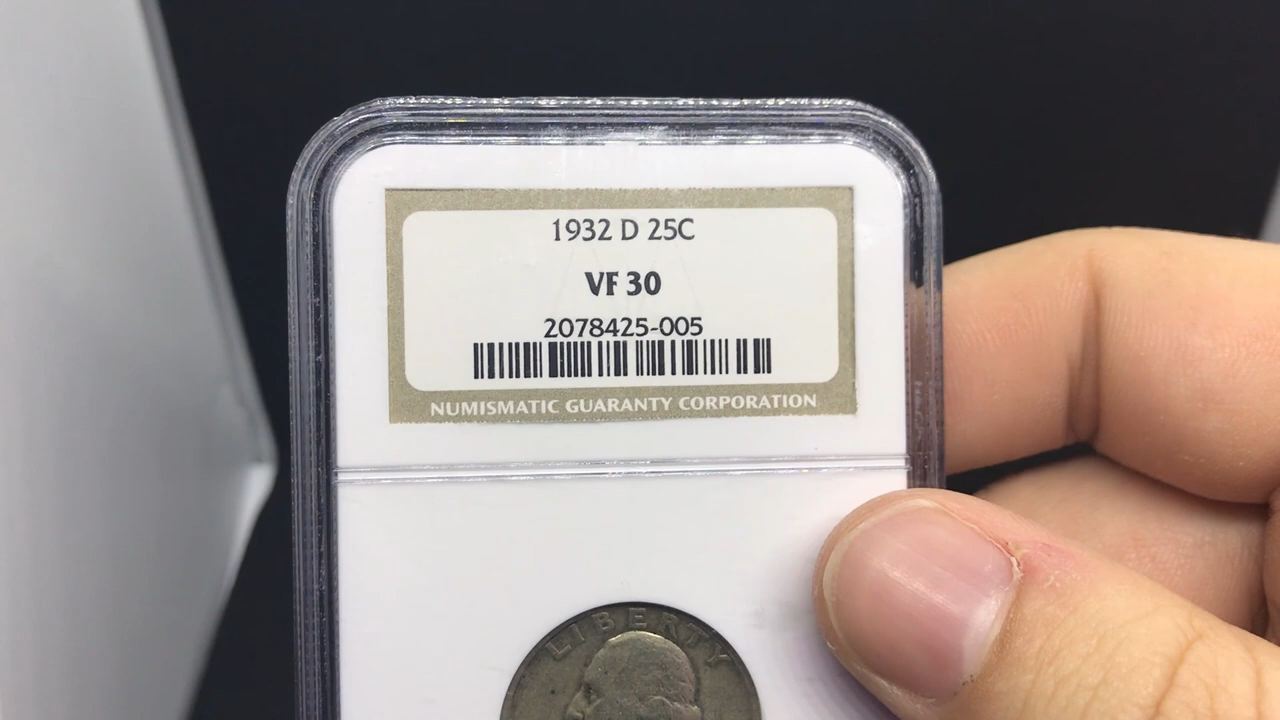 1932 D 25C
VF 30
2078425-005
NUMISMATIC GUARANTY CORPORATION
LIBERTY